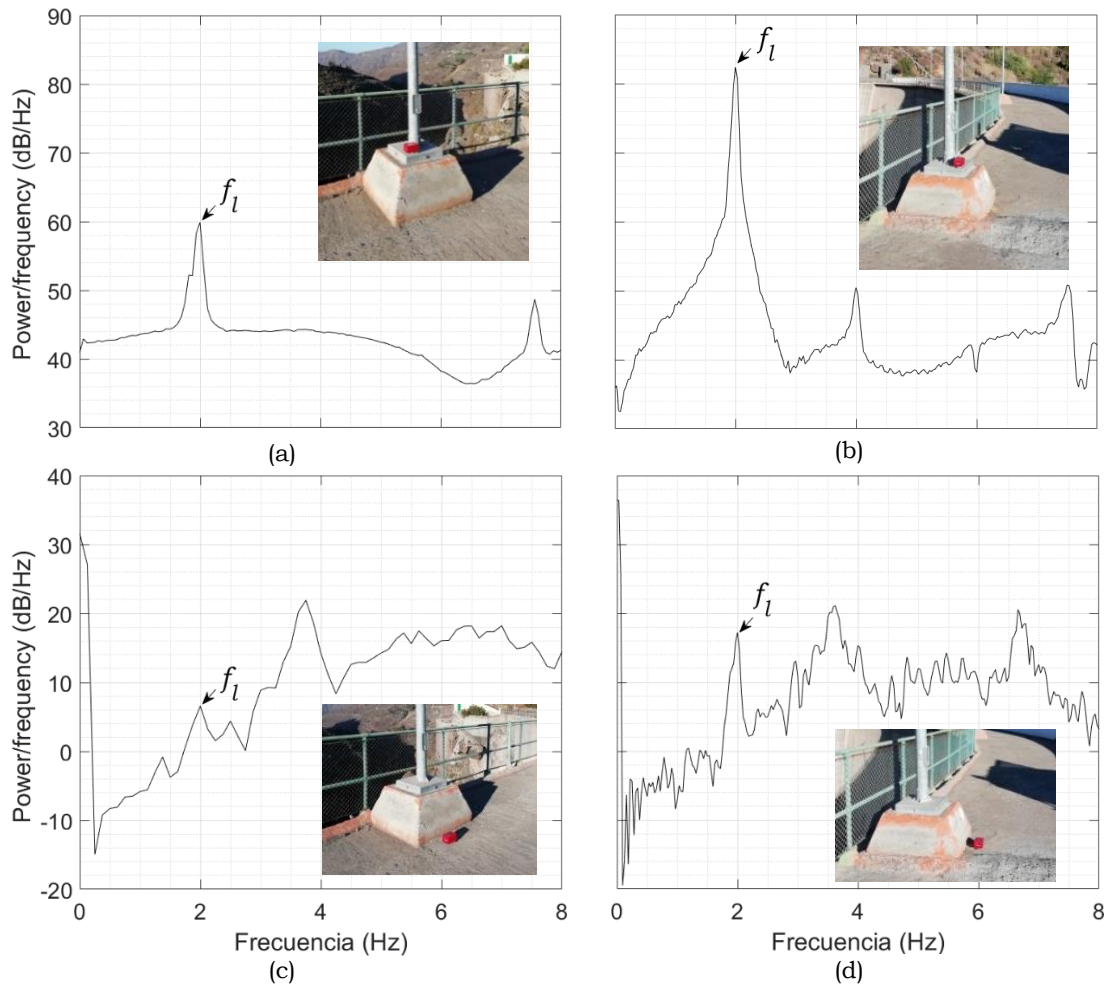 90
80
70
60
50
40
30
Power/frequency (dB/Hz)
f_l
(a)
f_l
(b)
40
30
20
10
0
-10
-20
Power/frequency (dB/Hz)
f_l
0 2 4 6 8
Frecuencia (Hz)
(c)
f_l
0 2 4 6 8
Frecuencia (Hz)
(d)